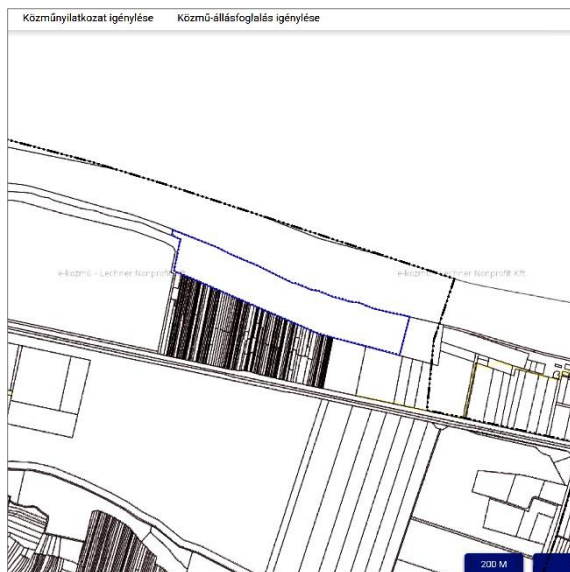 Közműnyilatkozat igénylése Közmű-állásfoglalás igénylése
e-közmű - Lechner Nonprofit Kft. e-közmű - Lechner Nonprofit Kft.
200 M